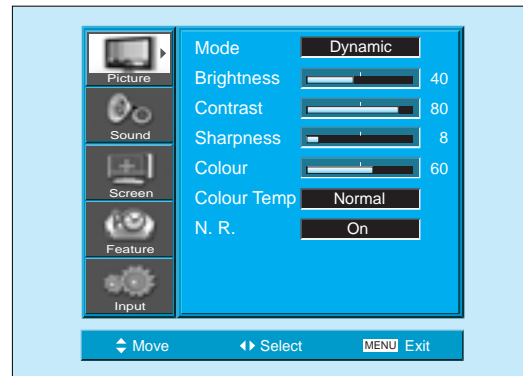 Picture
Sound
Screen
Feature
Input
Mode Dynamic
Brightness 40
Contrast 80
Sharpness 8
Colour 60
Colour Temp Normal
N. R. On
Move Select MENU Exit